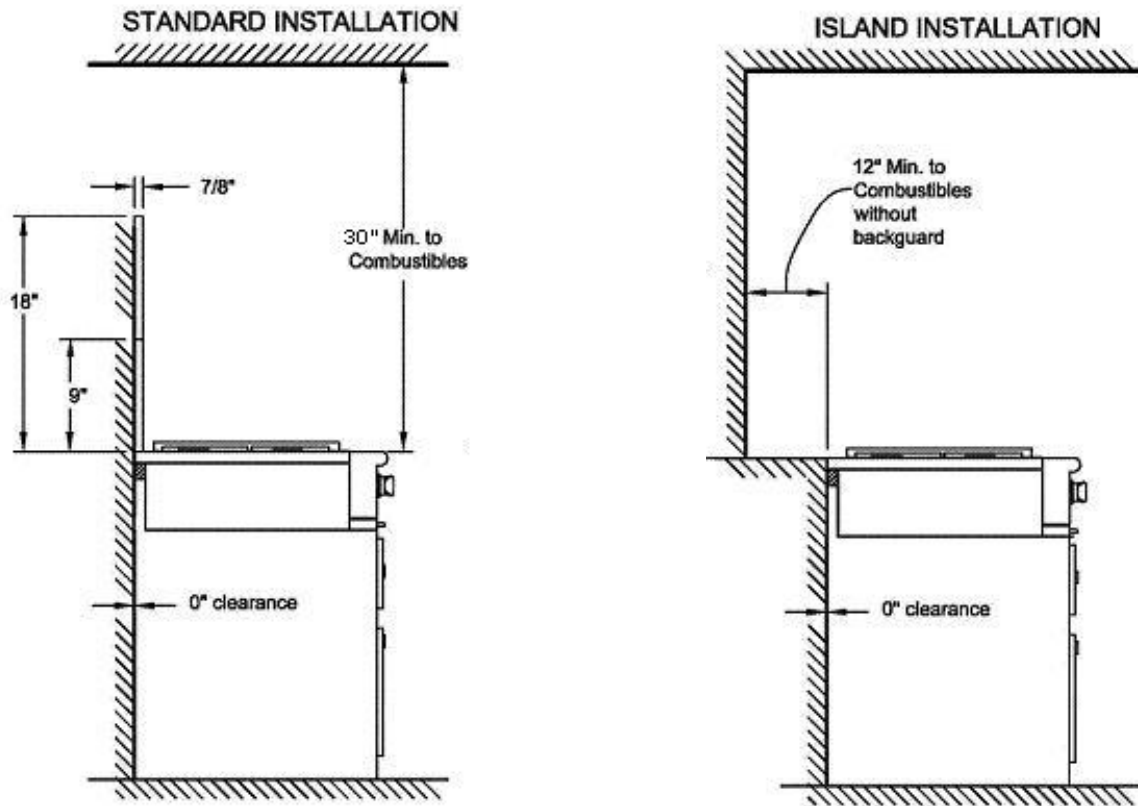 STANDARD INSTALLATION
7/8"
30" Min. to
Combustibles
18"
9"
0" clearance
ISLAND INSTALLATION
12" Min. to
Combustibles
without
backguard
0" clearance